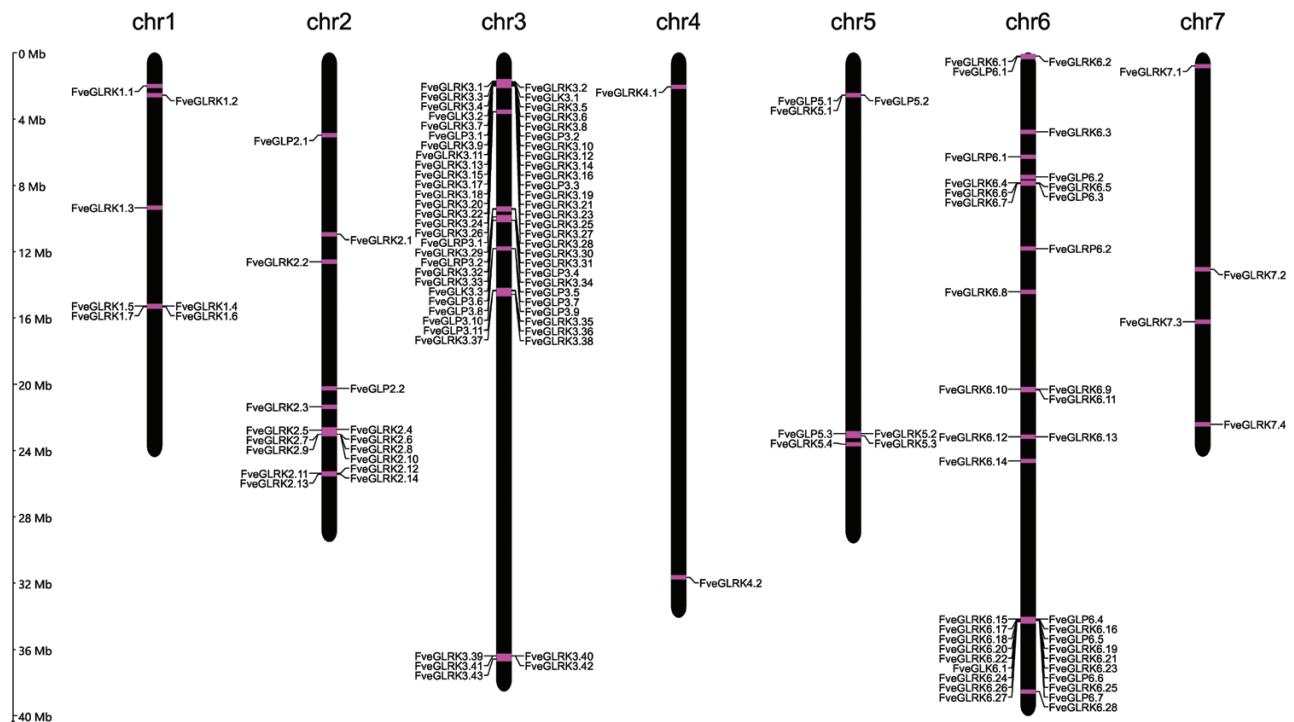 chr1 chr2 chr3 chr4 chr5 chr6 chr7
0 Mb
4 Mb
8 Mb
12 Mb
16 Mb
20 Mb
24 Mb
28 Mb
32 Mb
36 Mb
40 Mb
FveGLRK1.1
FveGLRK1.2
FveGLRK1.3
FveGLRK1.5 FveGLRK1.4
FveGLRK1.7 FveGLRK1.6
FveGLP2.1
FveGLRK2.1
FveGLRK2.2
FveGLP2.2
FveGLRK2.3
FveGLRK2.5 FveGLRK2.4
FveGLRK2.7 FveGLRK2.6
FveGLRK2.9 FveGLRK2.8
FveGLRK2.10
FveGLRK2.12
FveGLRK2.11 FveGLRK2.14
FveGLRK2.13
FveGLRK3.1 FveGLRK3.2
FveGLRK3.3 FveGLK3.1
FveGLRK3.4 FveGLRK3.5
FveGLK3.2 FveGLRK3.6
FveGLRK3.7 FveGLRK3.8
FveGLP3.1 FveGLP3.2
FveGLRK3.9 FveGLRK3.10
FveGLRK3.11 FveGLRK3.12
FveGLRK3.13 FveGLRK3.14
FveGLRK3.15 FveGLRK3.16
FveGLRK3.17 FveGLP3.3
FveGLRK3.18 FveGLRK3.19
FveGLRK3.20 FveGLRK3.21
FveGLRK3.22 FveGLRK3.23
FveGLRK3.24 FveGLRK3.25
FveGLRK3.26 FveGLRK3.27
FveGLRP3.1 FveGLRK3.28
FveGLRK3.29 FveGLRK3.30
FveGLRP3.2 FveGLRK3.31
FveGLRK3.32 FveGLP3.4
FveGLRK3.33 FveGLRK3.34
FveGLK3.3 FveGLP3.5
FveGLP3.6 FveGLP3.7
FveGLP3.8 FveGLP3.9
FveGLP3.10 FveGLRK3.35
FveGLP3.11 FveGLRK3.36
FveGLRK3.37 FveGLRK3.38
FveGLRK3.39 FveGLRK3.40
FveGLRK3.41 FveGLRK3.42
FveGLRK3.43
FveGLRK4.1
FveGLRK4.2
FveGLP5.1 FveGLP5.2
FveGLRK5.1
FveGLP5.3 FveGLRK5.2
FveGLRK5.4 FveGLRK5.3
FveGLRK6.1 FveGLRK6.2
FveGLP6.1
FveGLRK6.3
FveGLRP6.1
FveGLP6.2
FveGLRK6.4 FveGLRK6.5
FveGLRK6.6 FveGLP6.3
FveGLRK6.7
FveGLRP6.2
FveGLRK6.8
FveGLRK6.10 FveGLRK6.9
FveGLRK6.11
FveGLRK6.12 FveGLRK6.13
FveGLRK6.14
FveGLRK6.15 FveGLP6.4
FveGLRK6.17 FveGLRK6.16
FveGLRK6.18 FveGLP6.5
FveGLRK6.20 FveGLRK6.19
FveGLRK6.22 FveGLRK6.21
FveGLK6.1 FveGLRK6.23
FveGLRK6.24 FveGLP6.6
FveGLRK6.26 FveGLRK6.25
FveGLRK6.27 FveGLP6.7
FveGLRK6.28
FveGLRK7.1
FveGLRK7.2
FveGLRK7.3
FveGLRK7.4